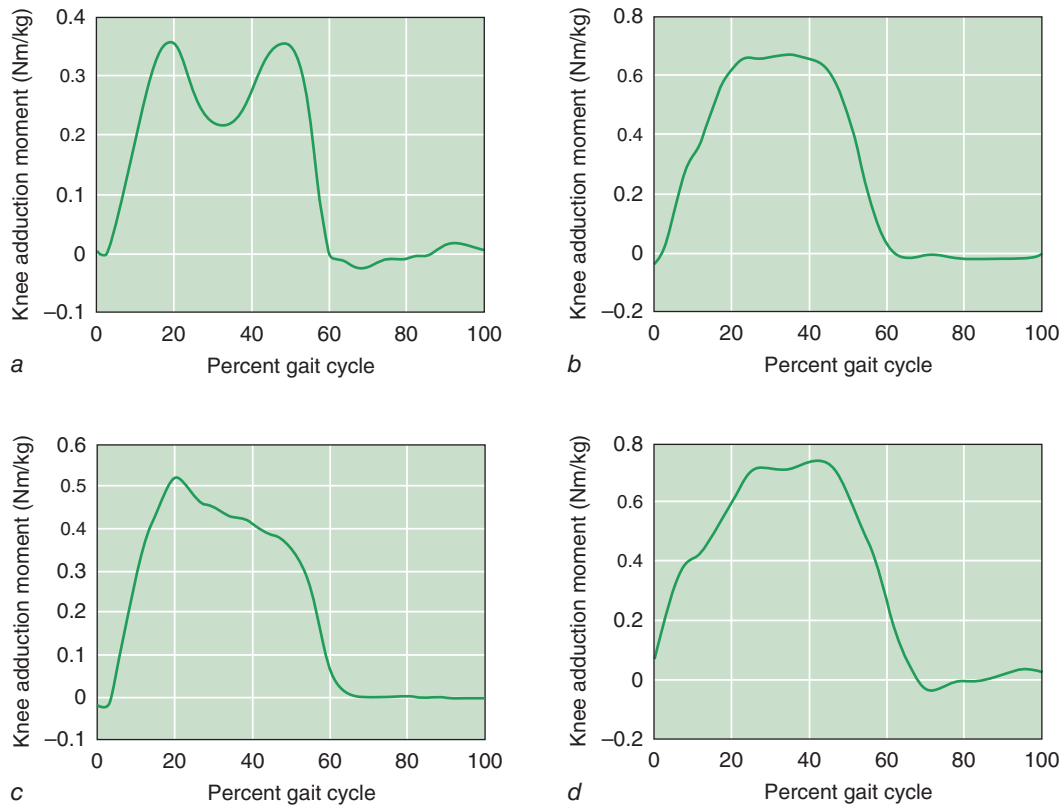 Knee adduction moment (Nm/kg)
0.4
0.3
0.2
0.1
0
–0.1
0 20 40 60 80 100
Percent gait cycle
a
Knee adduction moment (Nm/kg)
0.8
0.6
0.4
0.2
0
–0.2
0 20 40 60 80 100
Percent gait cycle
b
Knee adduction moment (Nm/kg)
0.6
0.5
0.4
0.3
0.2
0.1
0
–0.1
0 20 40 60 80 100
Percent gait cycle
c
Knee adduction moment (Nm/kg)
0.8
0.6
0.4
0.2
0
–0.2
0 20 40 60 80 100
Percent gait cycle
d